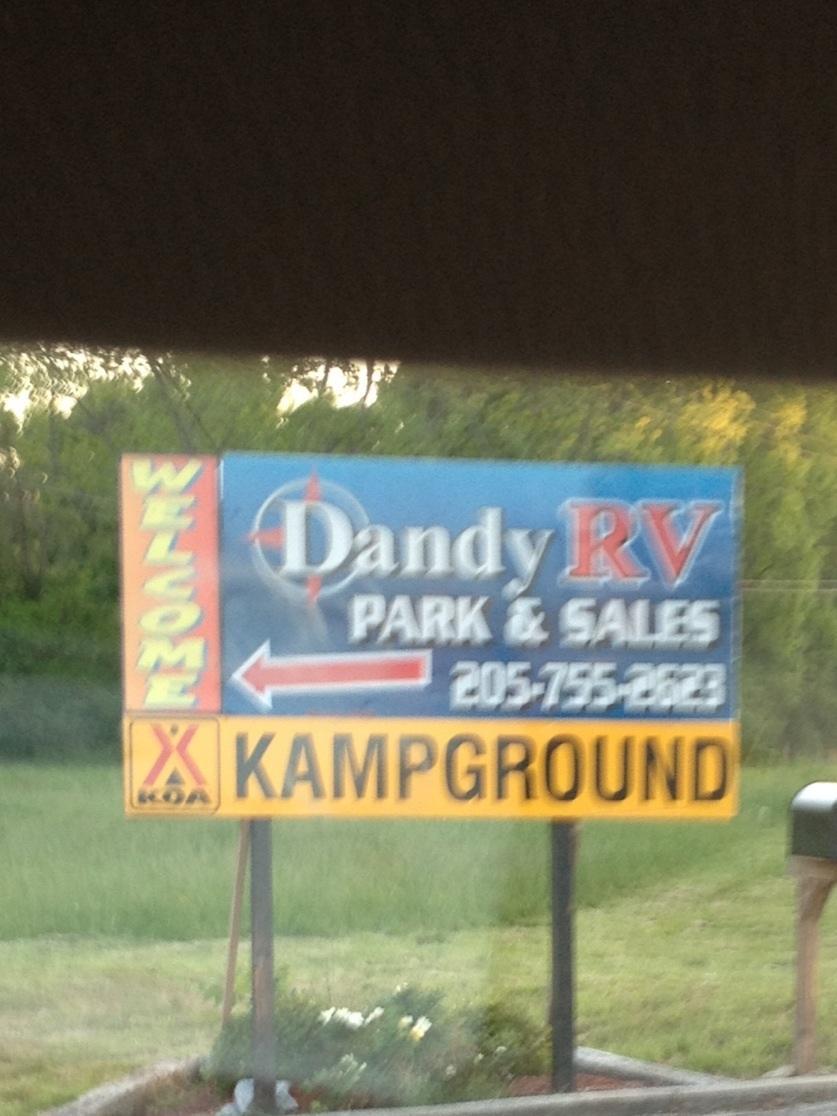 WELCOME
Dandy RV
PARK & SALES
205-755-2623
KOA
KAMPGROUND